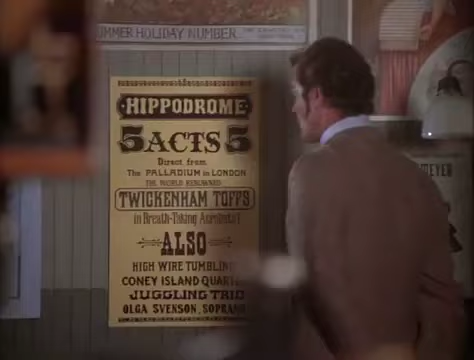 SUMMER HOLIDAY NUMBER
HIPPODROME
5 ACTS 5
Direct from
The PALLADIUM in LONDON
THE WORLD RENOWNED
TWICKENHAM TOFFS
in Breath-Taking Acrobatics!
ALSO
HIGH WIRE TUMBLING
CONEY ISLAND QUARTET
JUGGLING TRIO
OLGA SVENSON, SOPRANO
MEYER